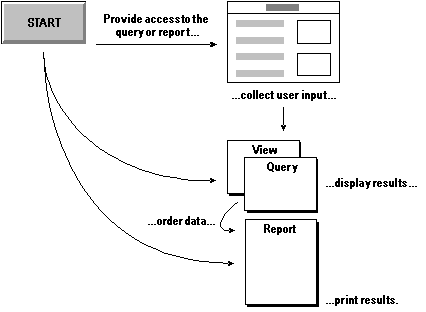 START
Provide access to the
query or report...
...collect user input...
View
Query
...display results...
...order data...
Report
...print results.